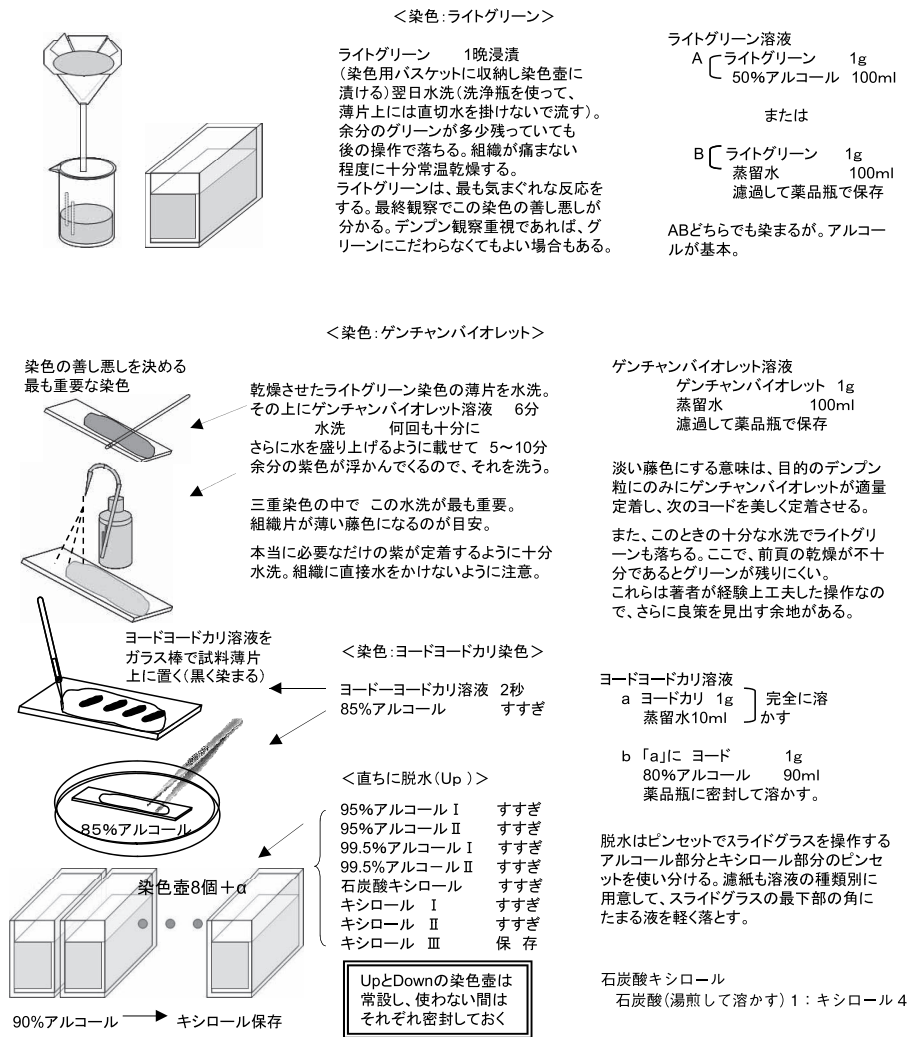 ＜染色：ライトグリーン＞
ライトグリーン　　1晩浸漬
（染色用バスケットに収納し染色壺に
漬ける）翌日水洗（洗浄瓶を使って、
薄片上には直切水を掛けないで流す）。
余分のグリーンが多少残っていても
後の操作で落ちる。組織が痛まない
程度に十分常温乾燥する。
ライトグリーンは、最も気まぐれな反応を
する。最終観察でこの染色の善し悪しが
分かる。デンプン観察重視であれば、グ
リーンにこだわらなくてもよい場合もある。
ライトグリーン溶液
A ライトグリーン　　1g
50%アルコール　100ml
または
B ライトグリーン　　1g
蒸留水　　　　100ml
濾過して薬品瓶で保存
ABどちらでも染まるが。アルコー
ルが基本。
＜染色：ゲンチャンバイオレット＞
染色の善し悪しを決める
最も重要な染色
乾燥させたライトグリーン染色の薄片を水洗。
その上にゲンチャンバイオレット溶液　6分
水洗　　何回も十分に
さらに水を盛り上げるように載せて 5～10分
余分の紫色が浮かんでくるので、それを洗う。
三重染色の中で この水洗が最も重要。
組織片が薄い藤色になるのが目安。
本当に必要なだけの紫が定着するように十分
水洗。組織に直接水をかけないように注意。
ゲンチャンバイオレット溶液
ゲンチャンバイオレット 1g
蒸留水　　　　100ml
濾過して薬品瓶で保存
淡い藤色にする意味は、目的のデンプン
粒にのみにゲンチャンバイオレットが適量
定着し、次のヨードを美しく定着させる。
また、このときの十分な水洗でライトグリ
ーンも落ちる。ここで、前頁の乾燥が不十
分であるとグリーンが残りにくい。
これらは著者が経験上工夫した操作なの
で、さらに良策を見出す余地がある。
ヨードヨードカリ溶液を
ガラス棒で試料薄片
上に置く（黒く染まる）
＜染色：ヨードヨードカリ染色＞
ヨードーヨードカリ溶液 2秒
85%アルコール　　すすぎ
85%アルコール
ヨードヨードカリ溶液
a ヨードカリ 1g　完全に溶
蒸留水10ml　かす
b 「a」に ヨード　　1g
80%アルコール　　90ml
薬品瓶に密封して溶かす。
＜直ちに脱水（Up ）＞
95%アルコール Ⅰ　すすぎ
95%アルコール Ⅱ　すすぎ
99.5%アルコール Ⅰ　すすぎ
99.5%アルコール Ⅱ　すすぎ
石炭酸キシロール　すすぎ
キシロール　Ⅰ　すすぎ
キシロール　Ⅱ　すすぎ
キシロール　Ⅲ　保 存
染色壺8個＋α
90%アルコール　キシロール保存
UpとDownの染色壺は
常設し、使わない間は
それぞれ密封しておく
脱水はピンセットでスライドグラスを操作する
アルコール部分とキシロール部分のピンセ
ットを使い分ける。濾紙も溶液の種類別に
用意して、スライドグラスの最下部の角に
たまる液を軽く落とす。
石炭酸キシロール
石炭酸（湯煎して溶かす）1：キシロール4